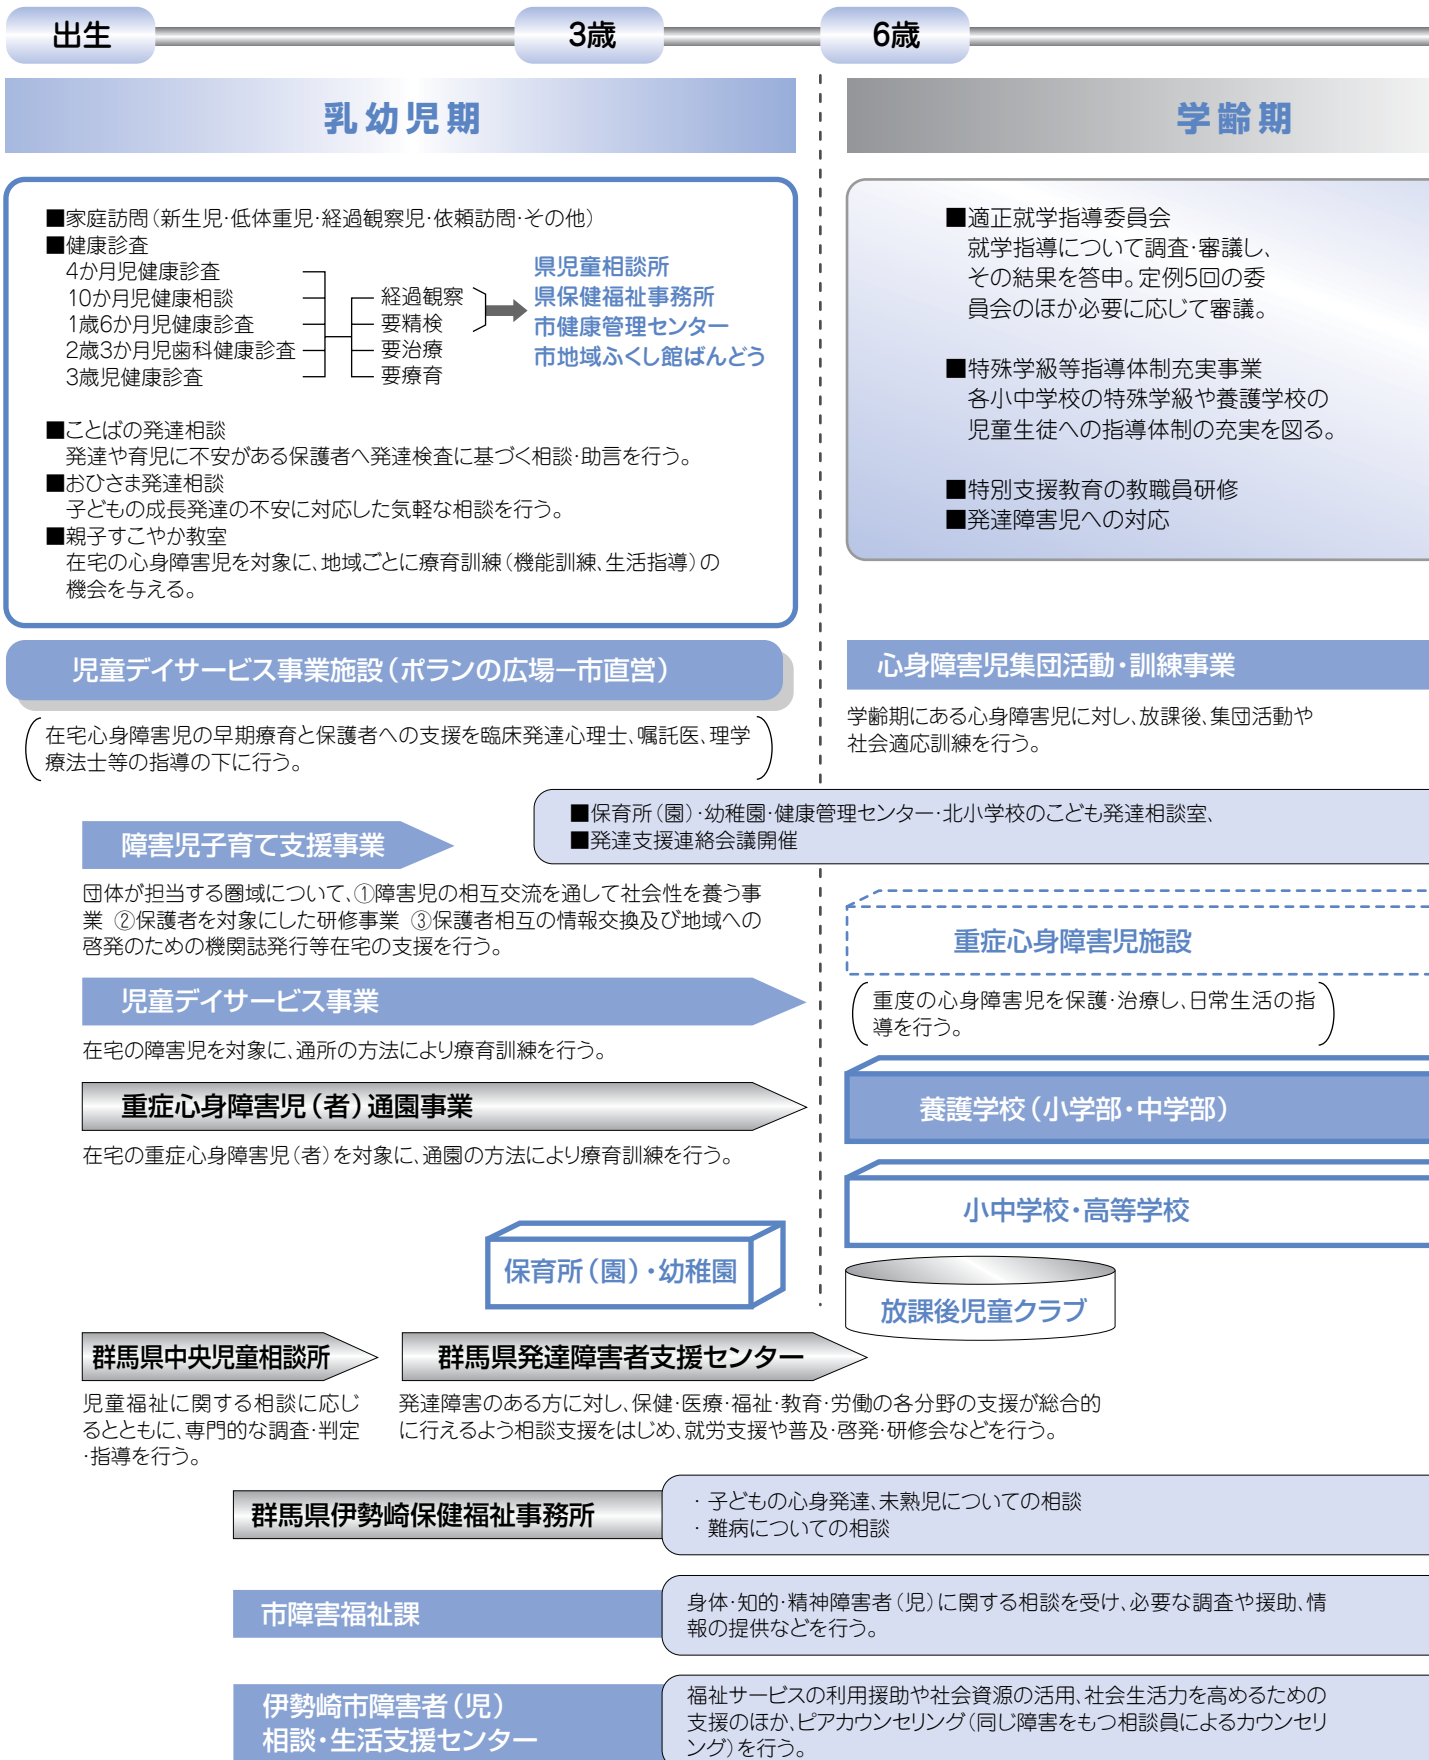 出生
3歳
6歳
乳幼児期
学齢期
■家庭訪問（新生児・低体重児・経過観察児・依頼訪問・その他）
■健康診査
4か月児健康診査
10か月児健康相談
1歳6か月児健康診査
2歳3か月児歯科健康診査
3歳児健康診査
経過観察
要精検
要治療
要療育
県児童相談所
県保健福祉事務所
市健康管理センター
市地域ふくし館ばんどう
■ことばの発達相談
発達や育児に不安がある保護者へ発達検査に基づく相談・助言を行う。
■おひさま発達相談
子どもの成長発達の不安に対応した気軽な相談を行う。
■親子すこやか教室
在宅の心身障害児を対象に、地域ごとに療育訓練（機能訓練、生活指導）の
機会を与える。
■適正就学指導委員会
就学指導について調査・審議し、
その結果を答申。定例5回の委
員会のほか必要に応じて審議。
■特殊学級等指導体制充実事業
各小中学校の特殊学級や養護学校の
児童生徒への指導体制の充実を図る。
■特別支援教育の教職員研修
■発達障害児への対応
児童デイサービス事業施設（ポランの広場－市直営）
在宅心身障害児の早期療育と保護者への支援を臨床発達心理士、嘱託医、理学
療法士等の指導の下に行う。
心身障害児集団活動・訓練事業
学齢期にある心身障害児に対し、放課後、集団活動や
社会適応訓練を行う。
■保育所（園）・幼稚園・健康管理センター・北小学校のこども発達相談室、
■発達支援連絡会議開催
障害児子育て支援事業
団体が担当する圏域について、①障害児の相互交流を通して社会性を養う事
業 ②保護者を対象にした研修事業 ③保護者相互の情報交換及び地域への
啓発のための機関誌発行等在宅の支援を行う。
重症心身障害児施設
重度の心身障害児を保護・治療し、日常生活の指
導を行う。
児童デイサービス事業
在宅の障害児を対象に、通所の方法により療育訓練を行う。
重症心身障害児（者）通園事業
在宅の重症心身障害児（者）を対象に、通園の方法により療育訓練を行う。
養護学校（小学部・中学部）
小中学校・高等学校
保育所（園）・幼稚園
放課後児童クラブ
群馬県中央児童相談所
児童福祉に関する相談に応じ
るとともに、専門的な調査・判定
・指導を行う。
群馬県発達障害者支援センター
発達障害のある方に対し、保健・医療・福祉・教育・労働の各分野の支援が総合的
に行えるよう相談支援をはじめ、就労支援や普及・啓発・研修会などを行う。
群馬県伊勢崎保健福祉事務所
・子どもの心身発達、未熟児についての相談
・難病についての相談
市障害福祉課
身体・知的・精神障害者（児）に関する相談を受け、必要な調査や援助、情
報の提供などを行う。
伊勢崎市障害者（児）
相談・生活支援センター
福祉サービスの利用援助や社会資源の活用、社会生活力を高めるための
支援のほか、ピアカウンセリング（同じ障害をもつ相談員によるカウンセリ
ング）を行う。